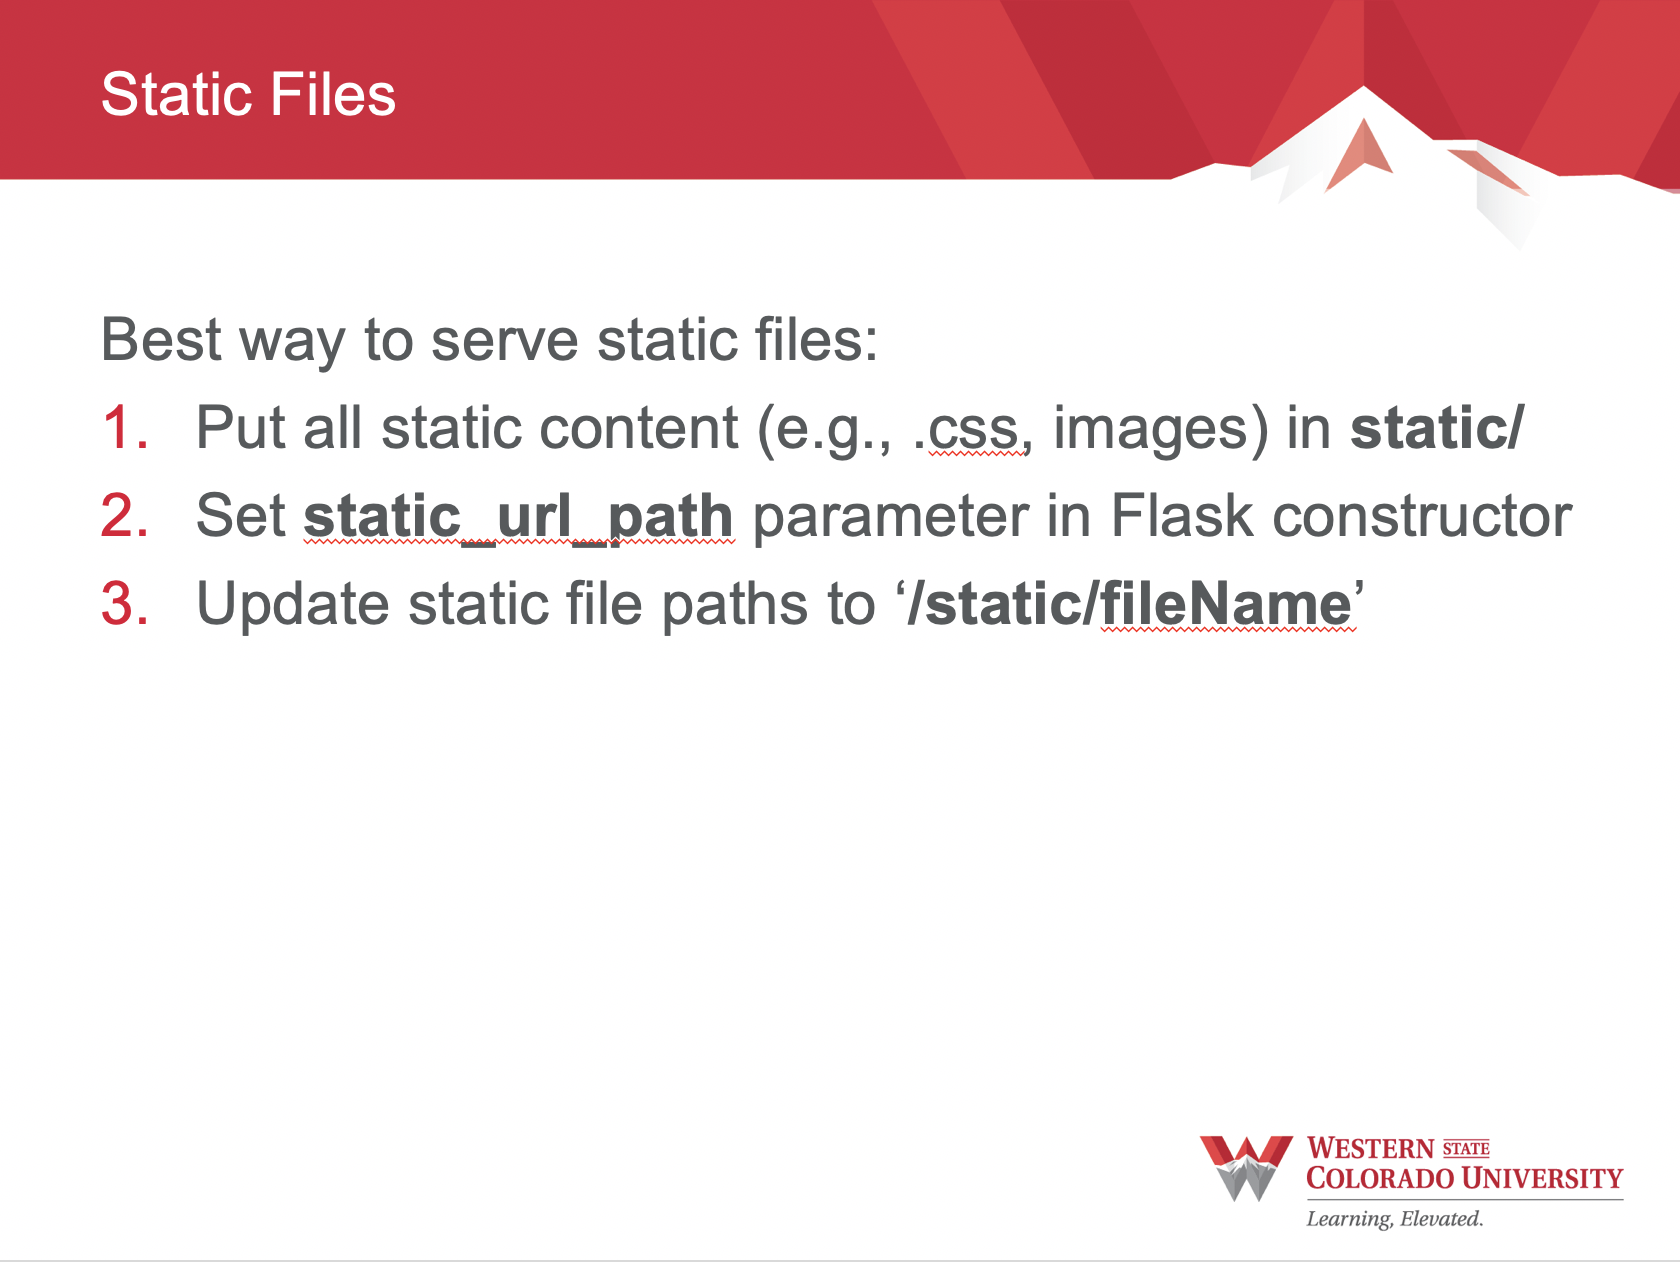 Static Files
Best way to serve static files:
1. Put all static content (e.g., .css, images) in static/
2. Set static_url_path parameter in Flask constructor
3. Update static file paths to ‘/static/fileName’
WESTERN STATE
COLORADO UNIVERSITY
Learning, Elevated.